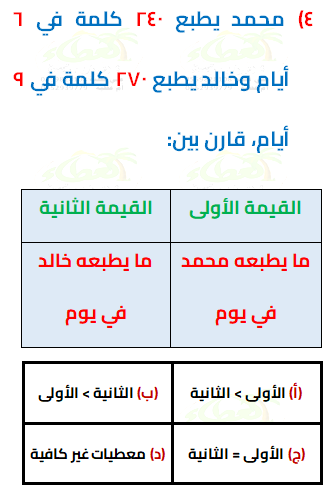 ٤) محمد يطبع ٢٤٠ كلمة في ٦
أيام وخالد يطبع ٢٧٠ كلمة في ٩
أيام، قارن بين:
القيمة الأولى القيمة الثانية
ما يطبعه محمد ما يطبعه خالد
في يوم في يوم
(أ) الأولى > الثانية (ب) الثانية > الأولى
(ج) الأولى = الثانية (د) معطيات غير كافية